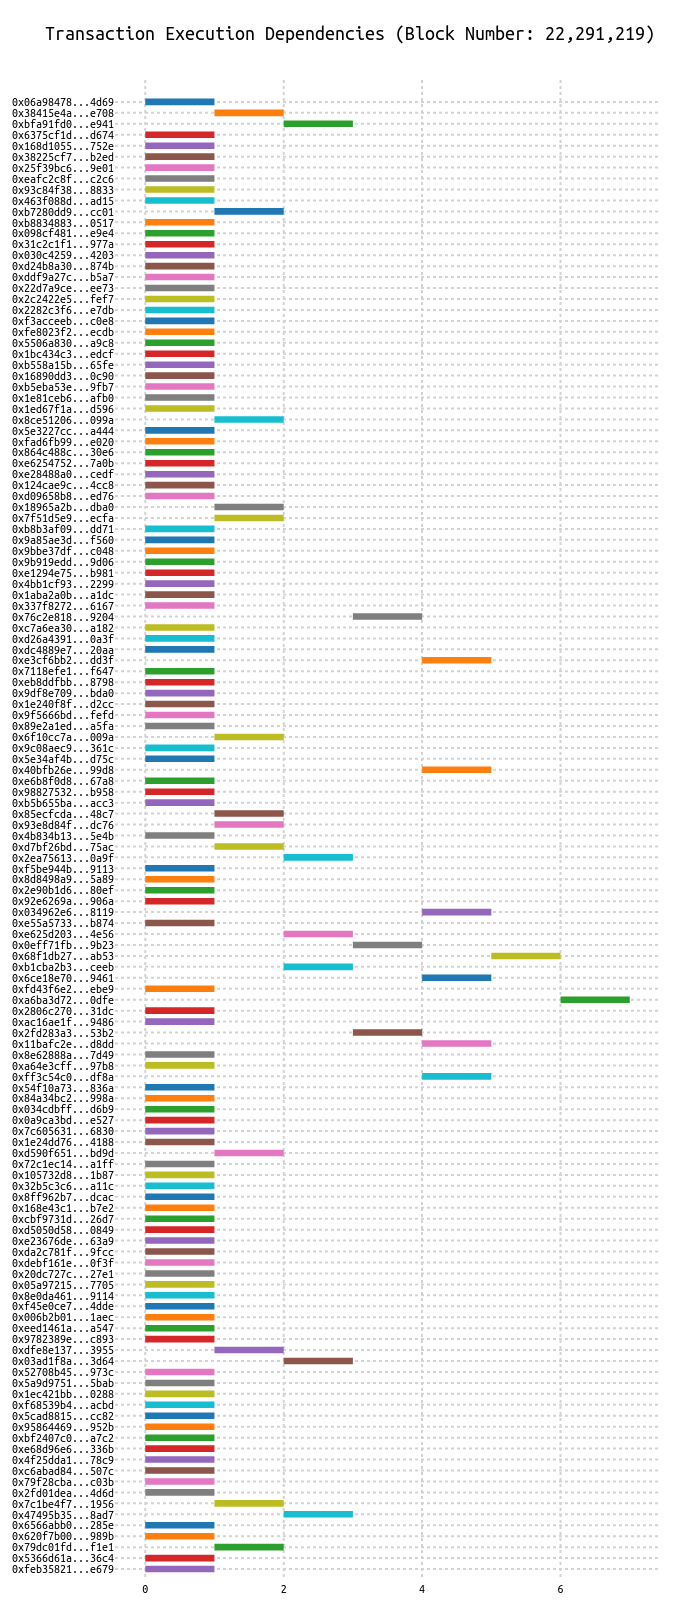 Transaction Execution Dependencies (Block Number: 22,291,219)
0x06a98478...4d69
0x38415e4a...e708
0xbfa91fd0...e941
0x6375cf1d...d674
0x168d1055...752e
0x38225cf7...b2ed
0x25f39bc6...9e01
0xeafc2c8f...c2c6
0x93c84f38...8833
0x463f088d...ad15
0xb7280dd9...cc01
0xb8834883...0517
0x098cf481...e9e4
0x31c2c1f1...977a
0x030c4259...4203
0xd24b8a30...874b
0xddf9a27c...b5a7
0x22d7a9ce...ee73
0x2c2422e5...fef7
0x2282c3f6...e7db
0xf3acceeb...c0e8
0xfe8023f2...ecdb
0x5506a830...a9c8
0x1bc434c3...edcf
0xb558a15b...65fe
0x16890dd3...0c90
0xb5eba53e...9fb7
0x1e81ceb6...afb0
0x1ed67f1a...d596
0x8ce51206...099a
0x5e3227cc...a444
0xfad6fb99...e020
0x864c488c...30e6
0xe6254752...7a0b
0xe28488a0...cedf
0x124cae9c...4cc8
0xd09658b8...ed76
0x18965a2b...dba0
0x7f51d5e9...ecfa
0xb8b3af09...dd71
0x9a85ae3d...f560
0x9bbe37df...c048
0x9b919edd...9d06
0xe1294e75...b981
0x4bb1cf93...2299
0x1aba2a0b...a1dc
0x337f8272...6167
0x76c2e818...9204
0xc7a6ea30...a182
0xd26a4391...0a3f
0xdc4889e7...20aa
0xe3cf6bb2...dd3f
0x7118efe1...f647
0xeb8ddfbb...8798
0x9df8e709...bda0
0x1e240f8f...d2cc
0x9f5666bd...fefd
0x89e2a1ed...a5fa
0x6f10cc7a...009a
0x9c08aec9...361c
0x5e34af4b...d75c
0x40bfb26e...99d8
0xe6b8f0d8...67a8
0x98827532...b958
0xb5b655ba...acc3
0x85ecfcda...48c7
0x93e8d84f...dc76
0x4b834b13...5e4b
0xd7bf26bd...75ac
0x2ea75613...0a9f
0xf5be944b...9113
0x8d8498a9...5a89
0x2e90b1d6...80ef
0x92e6269a...906a
0x034962e6...8119
0xe55a5733...b874
0xe625d203...4e56
0x0eff71fb...9b23
0x68f1db27...ab53
0xb1cba2b3...ceeb
0x6ce18e70...9461
0xfd43f6e2...ebe9
0xa6ba3d72...0dfe
0x2806c270...31dc
0xac16ae1f...9486
0x2fd283a3...53b2
0x11bafc2e...d8dd
0x8e62888a...7d49
0xa64e3cff...97b8
0xff3c54c0...df8a
0x54f10a73...836a
0x84a34bc2...998a
0x034cdbff...d6b9
0x0a9ca3bd...e527
0x7c605631...6830
0x1e24dd76...4188
0xd590f651...bd9d
0x72c1ec14...a1ff
0x105732d8...1b87
0x32b5c3c6...a11c
0x8ff962b7...dcac
0x168e43c1...b7e2
0xcbf9731d...26d7
0xd5050d58...0849
0xe23676de...63a9
0xda2c781f...9fcc
0xdebf161e...0f3f
0x20dc727c...27e1
0x05a97215...7705
0x8e0da461...9114
0xf45e0ce7...4dde
0x006b2b01...1aec
0xeed1461a...a547
0x9782389e...c893
0xdfe8e137...3955
0x03ad1f8a...3d64
0x52708b45...973c
0x5a9d9751...5bab
0x1ec421bb...0288
0xf68539b4...acbd
0x5cad8815...cc82
0x95864469...952b
0xbf2407c0...a7c2
0xe68d96e6...336b
0x4f25dda1...78c9
0xc6abad84...507c
0x79f28cba...c03b
0x2fd01dea...4d6d
0x7c1be4f7...1956
0x47495b35...8ad7
0x6566abb0...285e
0x620f7b00...989b
0x79dc01fd...f1e1
0x5366d61a...36c4
0xfeb35821...e679
0 2 4 6